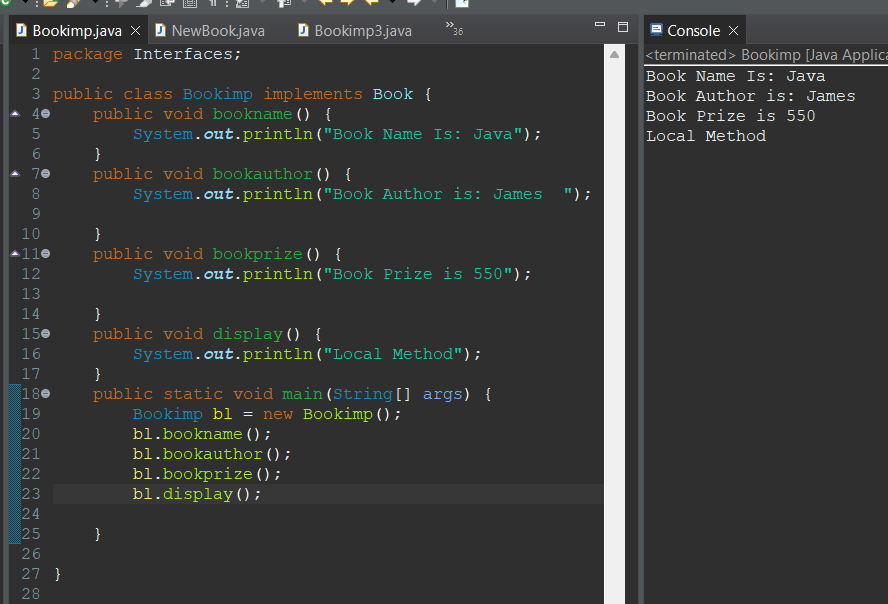 Bookimp.java
NewBook.java
Bookimp3.java
36
1 package Interfaces;
2
3 public class Bookimp implements Book {
4 public void bookname() {
5 System.out.println("Book Name Is: Java");
6 }
7 public void bookauthor() {
8 System.out.println("Book Author is: James  ");
9
10 }
11 public void bookprize() {
12 System.out.println("Book Prize is 550");
13
14 }
15 public void display() {
16 System.out.println("Local Method");
17 }
18 public static void main(String[] args) {
19 Bookimp bl = new Bookimp();
20 bl.bookname();
21 bl.bookauthor();
22 bl.bookprize();
23 bl.display();
24
25 }
26
27 }
28
Console
<terminated> Bookimp [Java Applica
Book Name Is: Java
Book Author is: James
Book Prize is 550
Local Method